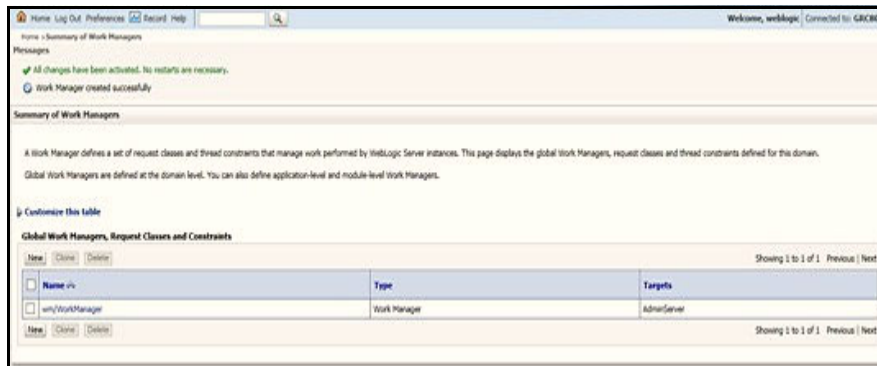 Home Log Out Preferences Record Help
Welcome, weblogic Connected to:
Home >Summary of Work Managers
Messages
All changes have been activated. No restarts are necessary.
Work Manager created successfully
Summary of Work Managers
A Work Manager defines a set of request classes and thread constraints that manage work performed by WebLogic Server instances. This page displays the global Work Managers, request classes and thread constraints defined for this domain.
Global Work Managers are defined at the domain level. You can also define application-level and module-level Work Managers.
Customize this table
Global Work Managers, Request Classes and Constraints
New Clone Delete Showing 1 to 1 of 1 Previous | Next
Name Type Targets
wm/WorkManager Work Manager AdminServer
New Clone Delete Showing 1 to 1 of 1 Previous | Next